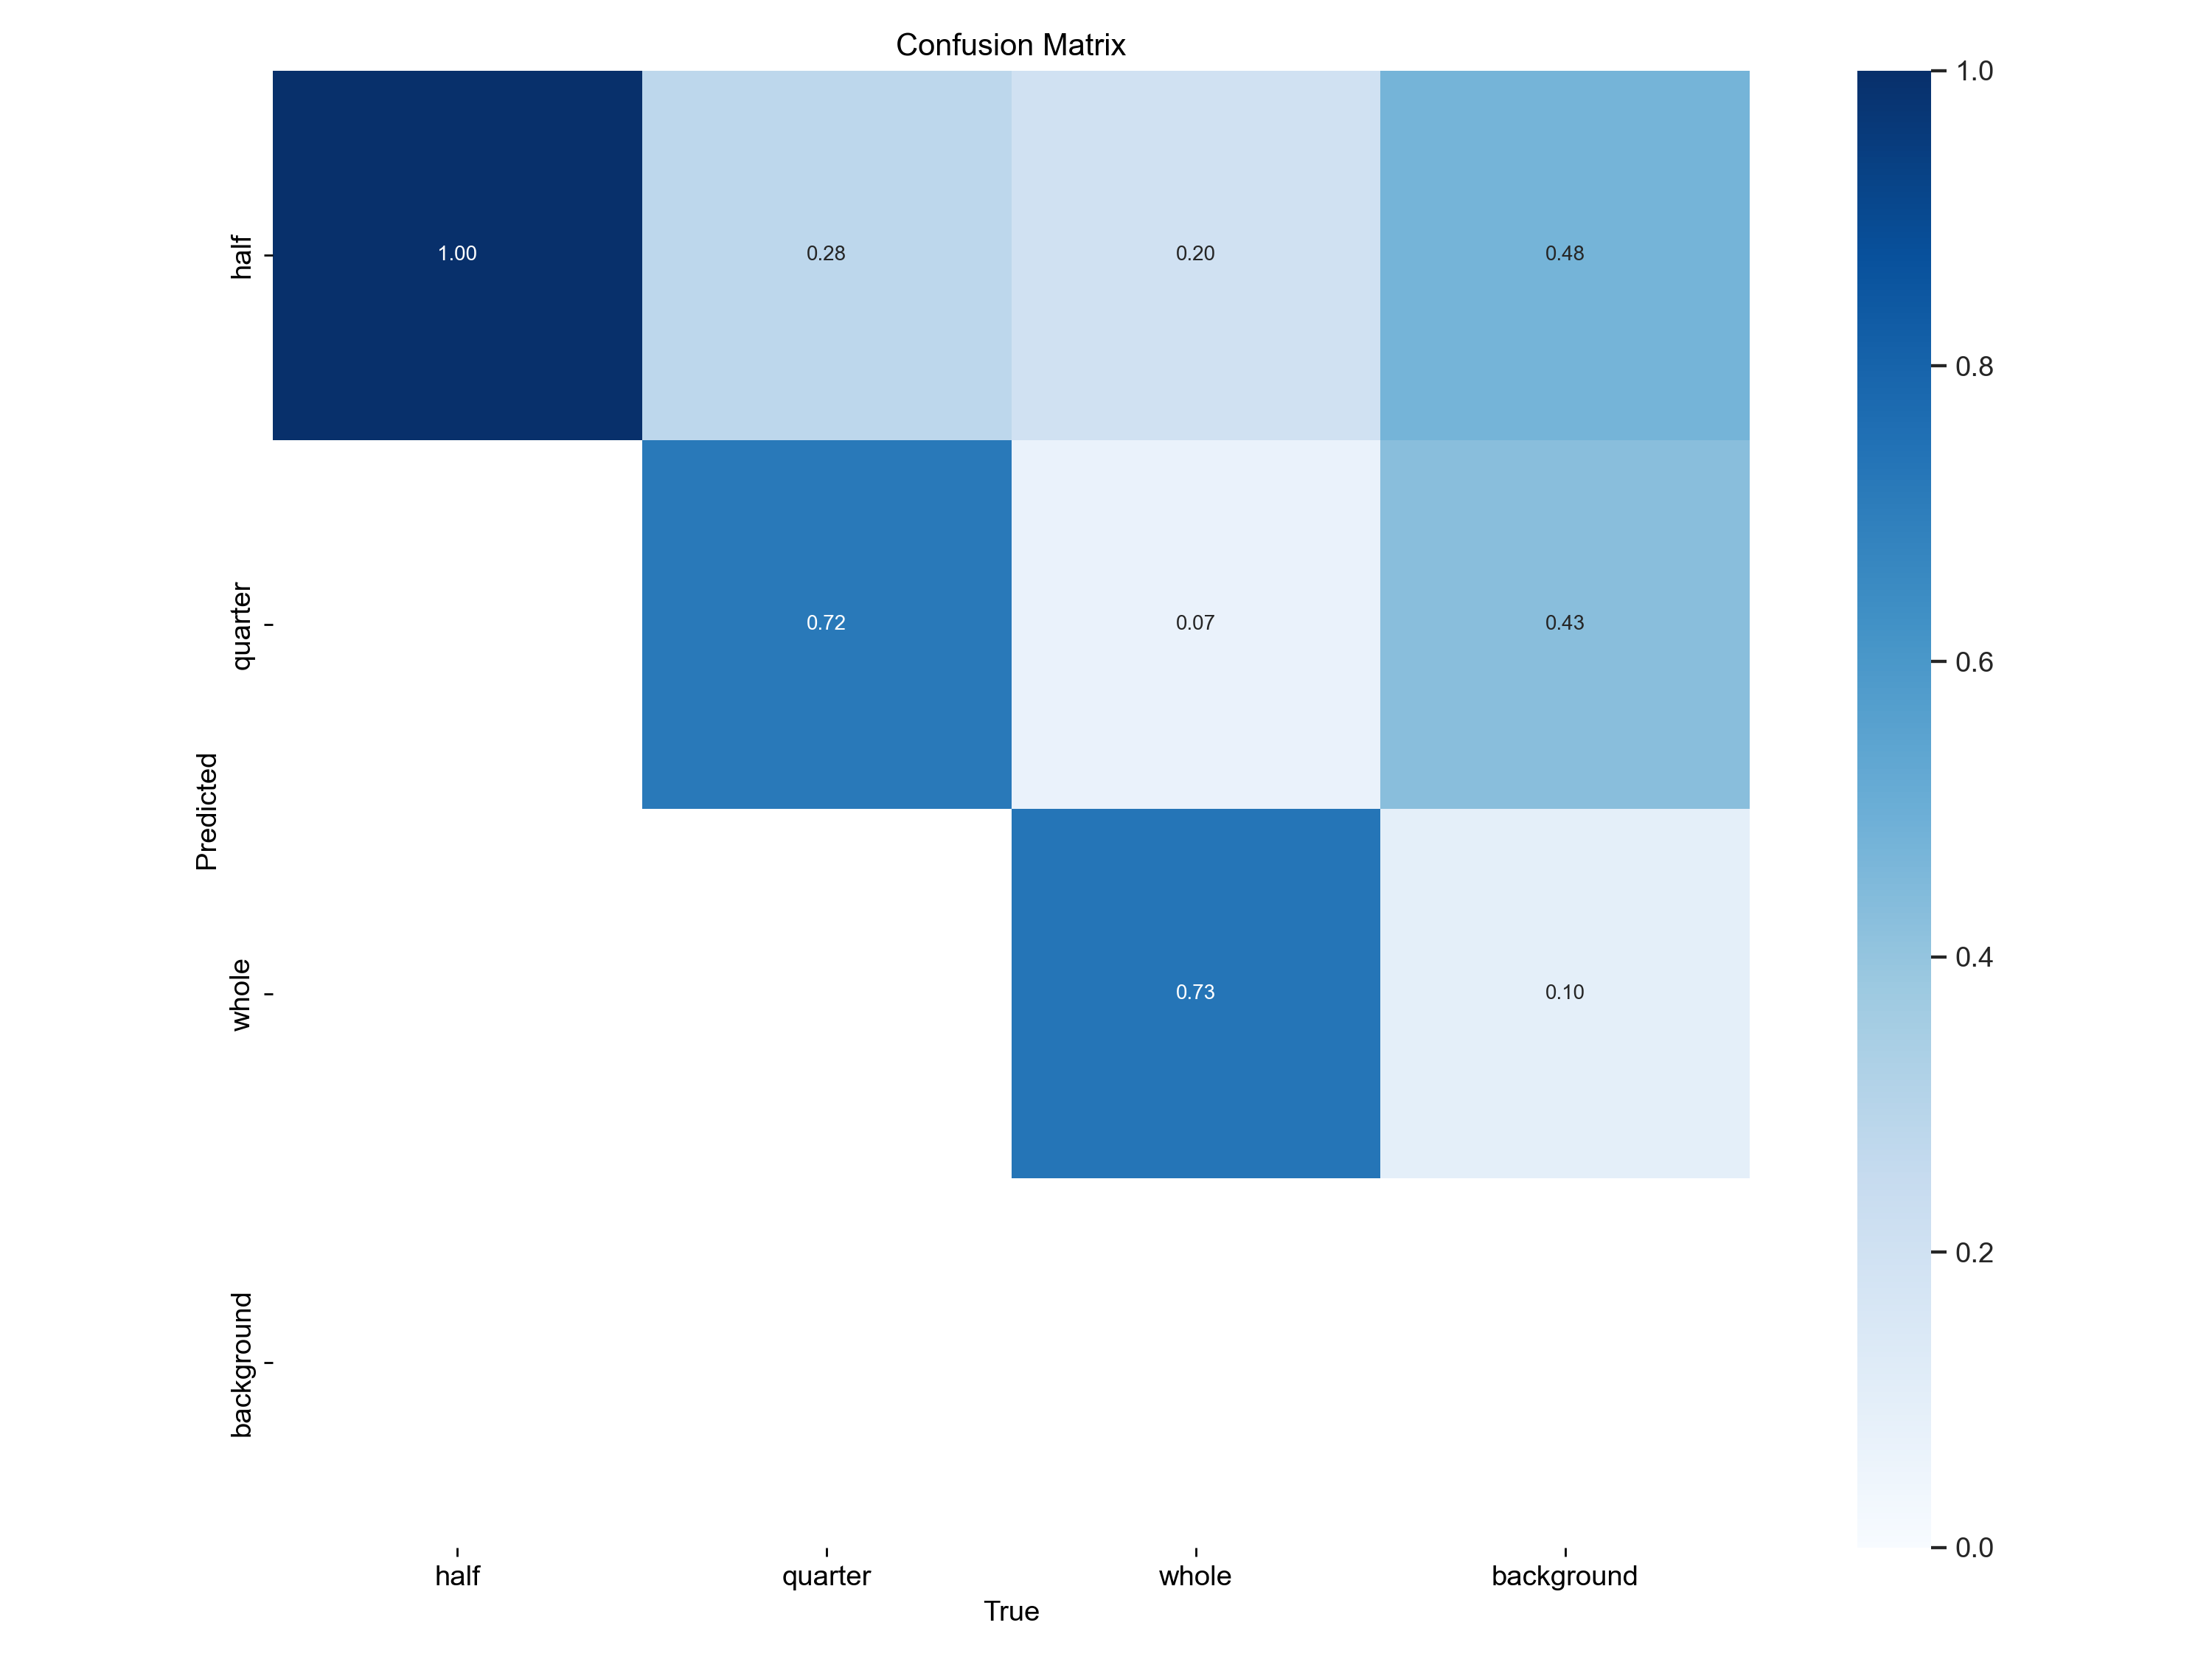 Confusion Matrix
half
1.00
0.28
0.20
0.48
quarter
0.72
0.07
0.43
whole
0.73
0.10
background
Predicted
half
quarter
whole
background
True
1.0
0.8
0.6
0.4
0.2
0.0